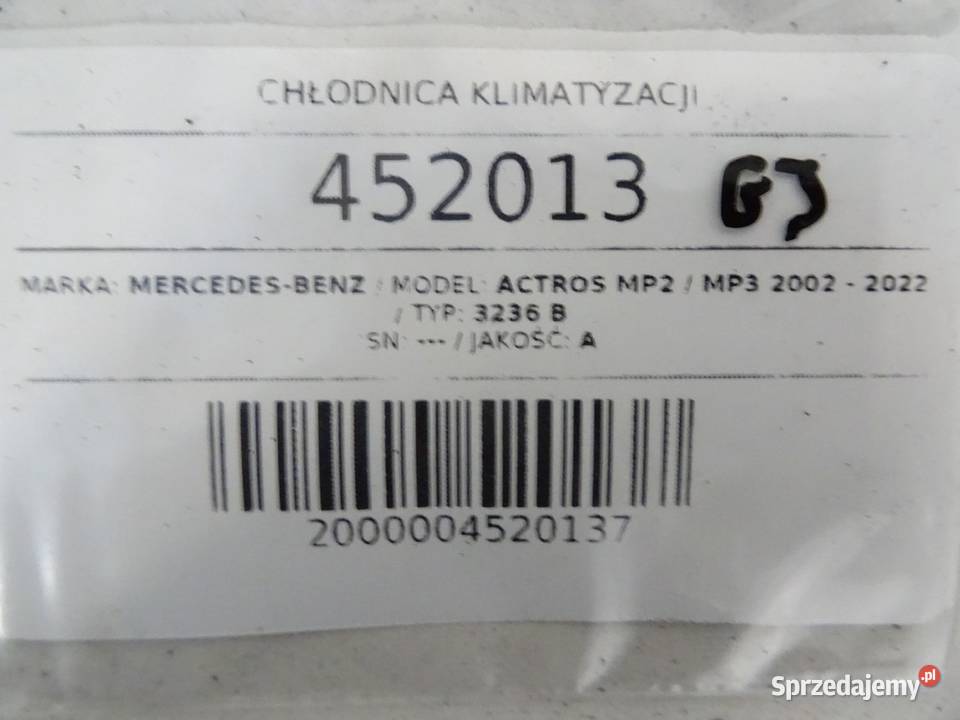 CHŁODNICA KLIMATYZACJI
452013
MARKA: MERCEDES-BENZ / MODEL: ACTROS MP2 / MP3 2002 - 2022
/ TYP: 3236 B
SN: --- / JAKOŚĆ: A
2000004520137
Sprzedajemy.pl